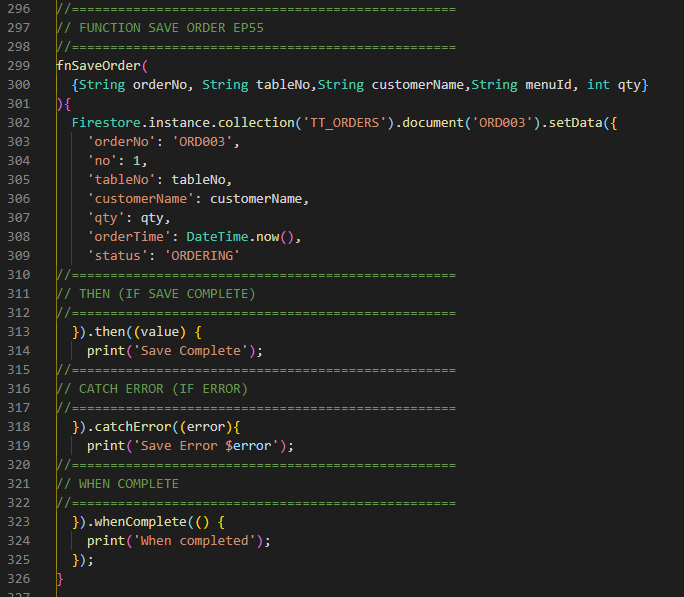 296 //==================================================
297 // FUNCTION SAVE ORDER EP55
298 //==================================================
299 fnSaveOrder(
300   {String orderNo, String tableNo,String customerName,String menuId, int qty}
301 ){
302   Firestore.instance.collection('TT_ORDERS').document('ORD003').setData({
303     'orderNo': 'ORD003',
304     'no': 1,
305     'tableNo': tableNo,
306     'customerName': customerName,
307     'qty': qty,
308     'orderTime': DateTime.now(),
309     'status': 'ORDERING'
310 //==================================================
311 // THEN (IF SAVE COMPLETE)
312 //==================================================
313   }).then((value) {
314     print('Save Complete');
315 //==================================================
316 // CATCH ERROR (IF ERROR)
317 //==================================================
318   }).catchError((error){
319     print('Save Error $error');
320 //==================================================
321 // WHEN COMPLETE
322 //==================================================
323   }).whenComplete(() {
324     print('When completed');
325   });
326 }
327